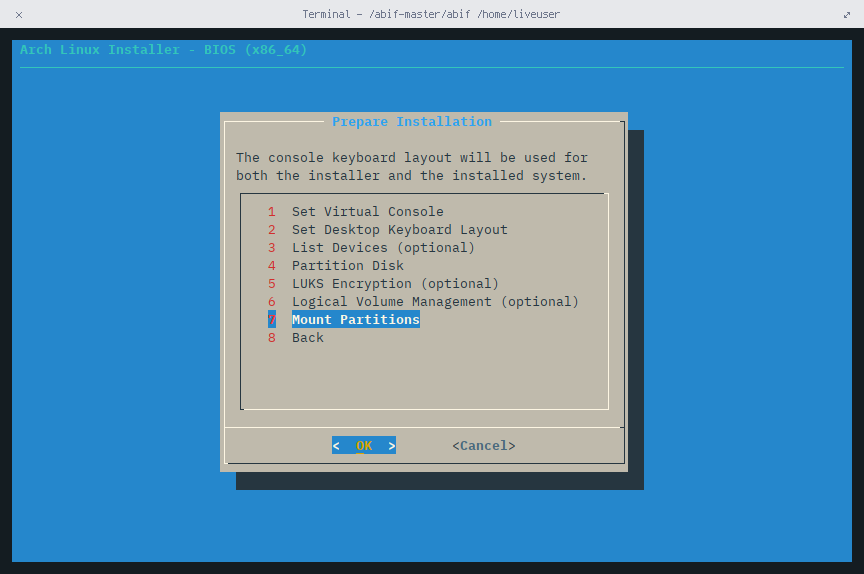 Terminal - /abif-master/abif /home/liveuser
Arch Linux Installer - BIOS (x86_64)
Prepare Installation
The console keyboard layout will be used for
both the installer and the installed system.
1 Set Virtual Console
2 Set Desktop Keyboard Layout
3 List Devices (optional)
4 Partition Disk
5 LUKS Encryption (optional)
6 Logical Volume Management (optional)
7 Mount Partitions
8 Back
< OK > <Cancel>